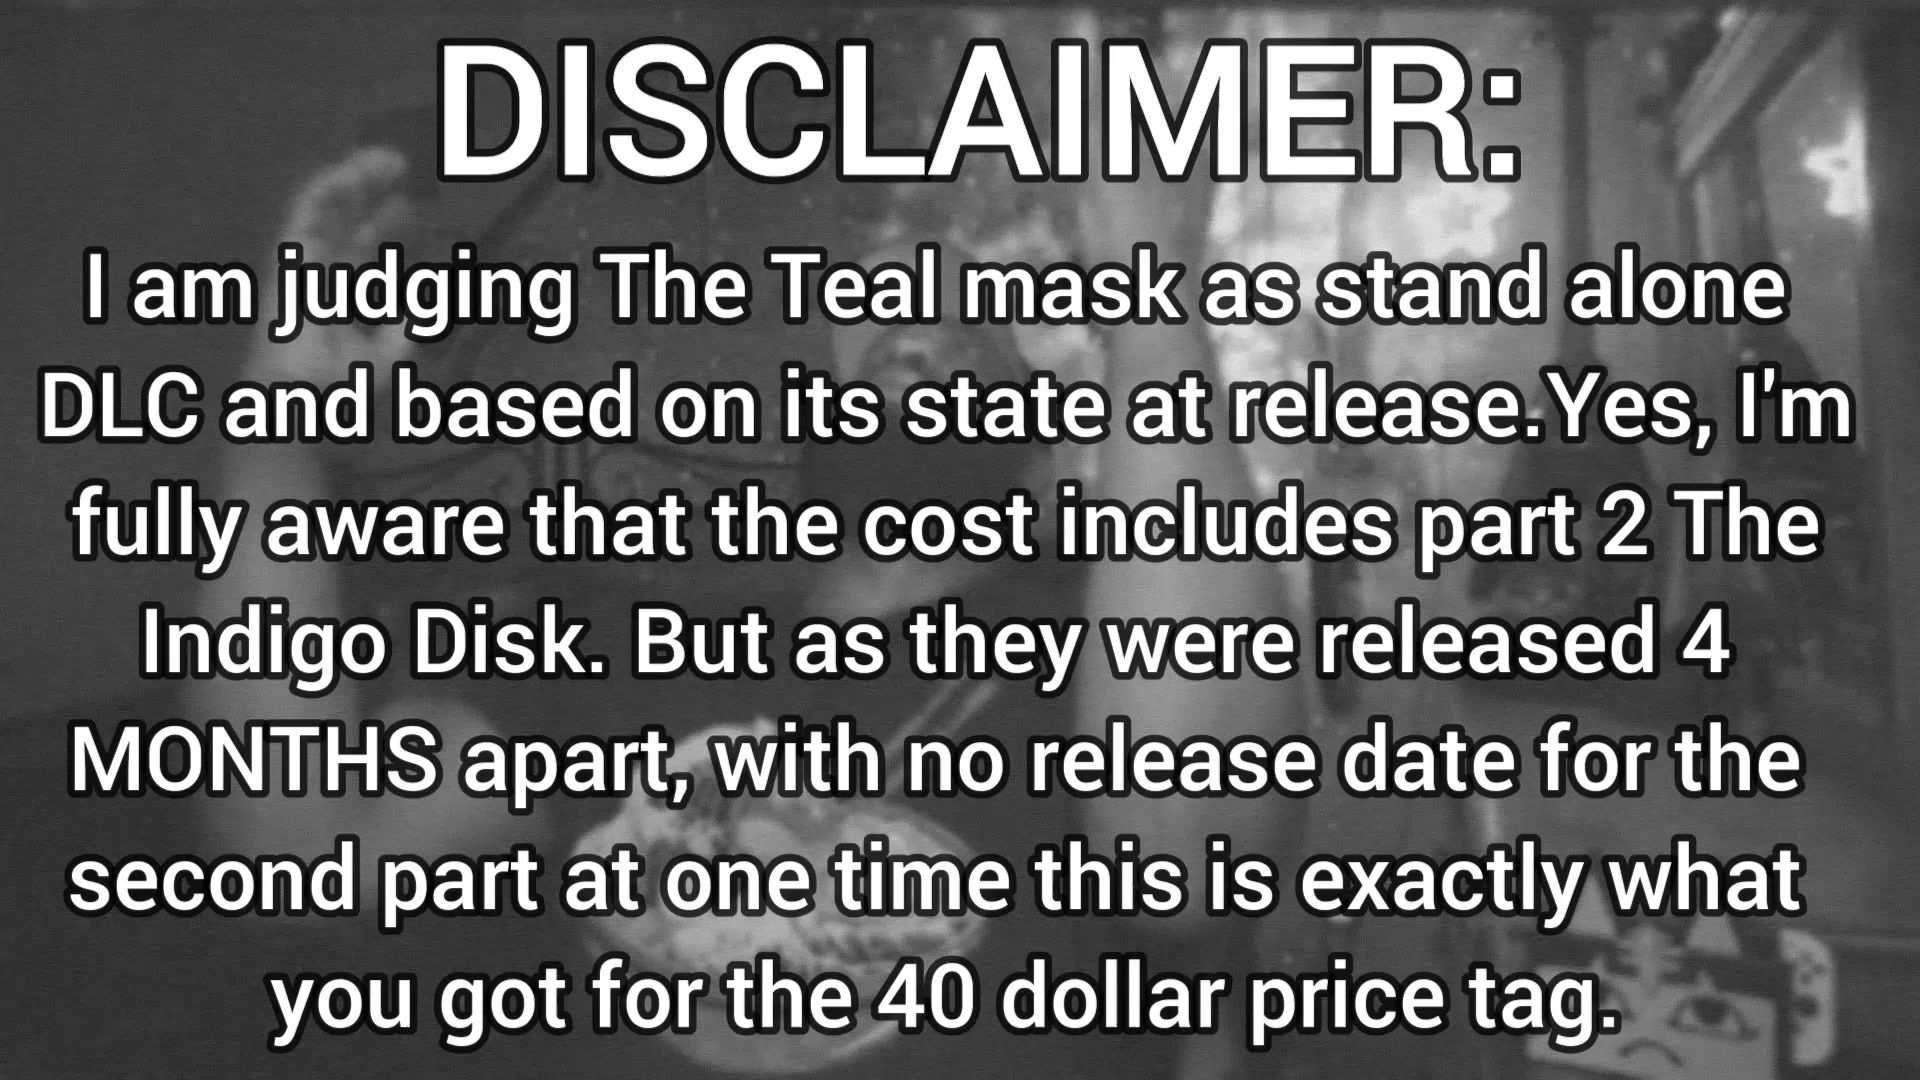 DISCLAIMER:
I am judging The Teal mask as stand alone
DLC and based on its state at release.Yes, I'm
fully aware that the cost includes part 2 The
Indigo Disk. But as they were released 4
MONTHS apart, with no release date for the
second part at one time this is exactly what
you got for the 40 dollar price tag.